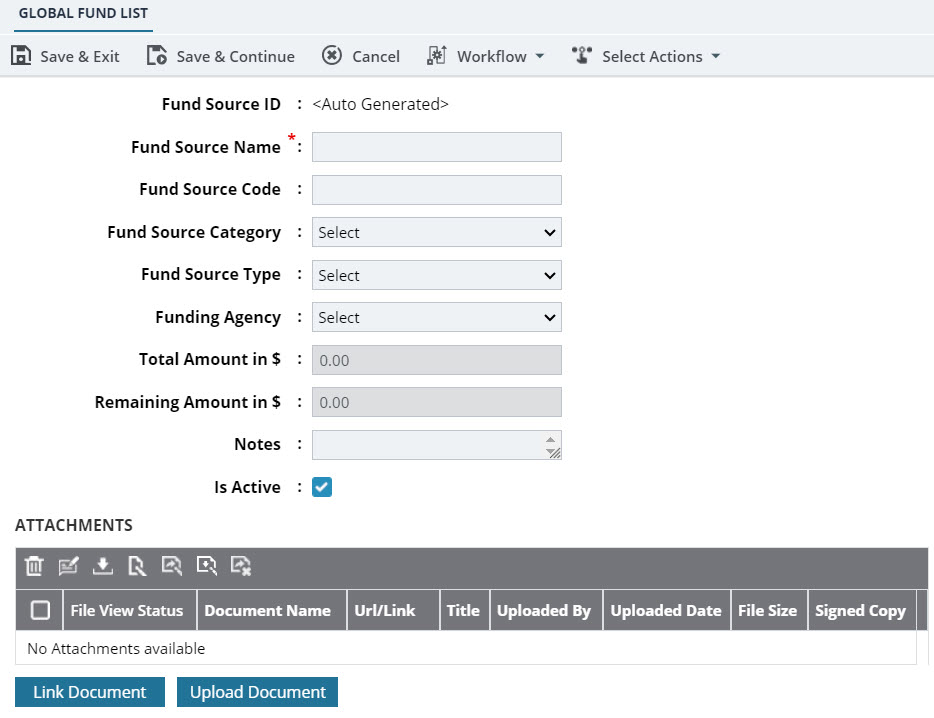 GLOBAL FUND LIST
Save & Exit Save & Continue Cancel Workflow Select Actions
Fund Source ID : <Auto Generated>
Fund Source Name * :
Fund Source Code :
Fund Source Category : Select
Fund Source Type : Select
Funding Agency : Select
Total Amount in $ : 0.00
Remaining Amount in $ : 0.00
Notes :
Is Active :
ATTACHMENTS
File View Status Document Name Url/Link Title Uploaded By Uploaded Date File Size Signed Copy
No Attachments available
Link Document Upload Document